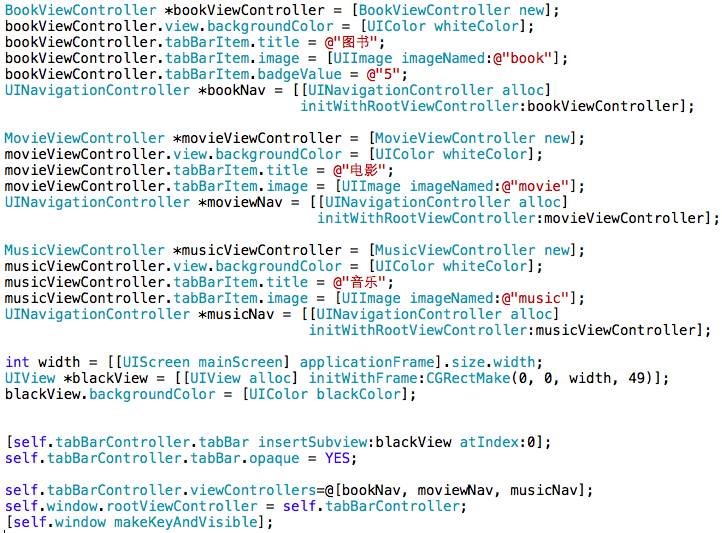 BookViewController *bookViewController = [BookViewController new];
bookViewController.view.backgroundColor = [UIColor whiteColor];
bookViewController.tabBarItem.title = @"图书";
bookViewController.tabBarItem.image = [UIImage imageNamed:@"book"];
bookViewController.tabBarItem.badgeValue = @"5";
UINavigationController *bookNav = [[UINavigationController alloc]
initWithRootViewController:bookViewController];
MovieViewController *movieViewController = [MovieViewController new];
movieViewController.view.backgroundColor = [UIColor whiteColor];
movieViewController.tabBarItem.title = @"电影";
movieViewController.tabBarItem.image = [UIImage imageNamed:@"movie"];
UINavigationController *moviewNav = [[UINavigationController alloc]
initWithRootViewController:movieViewController];
MusicViewController *musicViewController = [MusicViewController new];
musicViewController.view.backgroundColor = [UIColor whiteColor];
musicViewController.tabBarItem.title = @"音乐";
musicViewController.tabBarItem.image = [UIImage imageNamed:@"music"];
UINavigationController *musicNav = [[UINavigationController alloc]
initWithRootViewController:musicViewController];
int width = [[UIScreen mainScreen] applicationFrame].size.width;
UIView *blackView = [[UIView alloc] initWithFrame:CGRectMake(0, 0, width, 49)];
blackView.backgroundColor = [UIColor blackColor];
[self.tabBarController.tabBar insertSubview:blackView atIndex:0];
self.tabBarController.tabBar.opaque = YES;
self.tabBarController.viewControllers=@[bookNav, moviewNav, musicNav];
self.window.rootViewController = self.tabBarController;
[self.window makeKeyAndVisible];